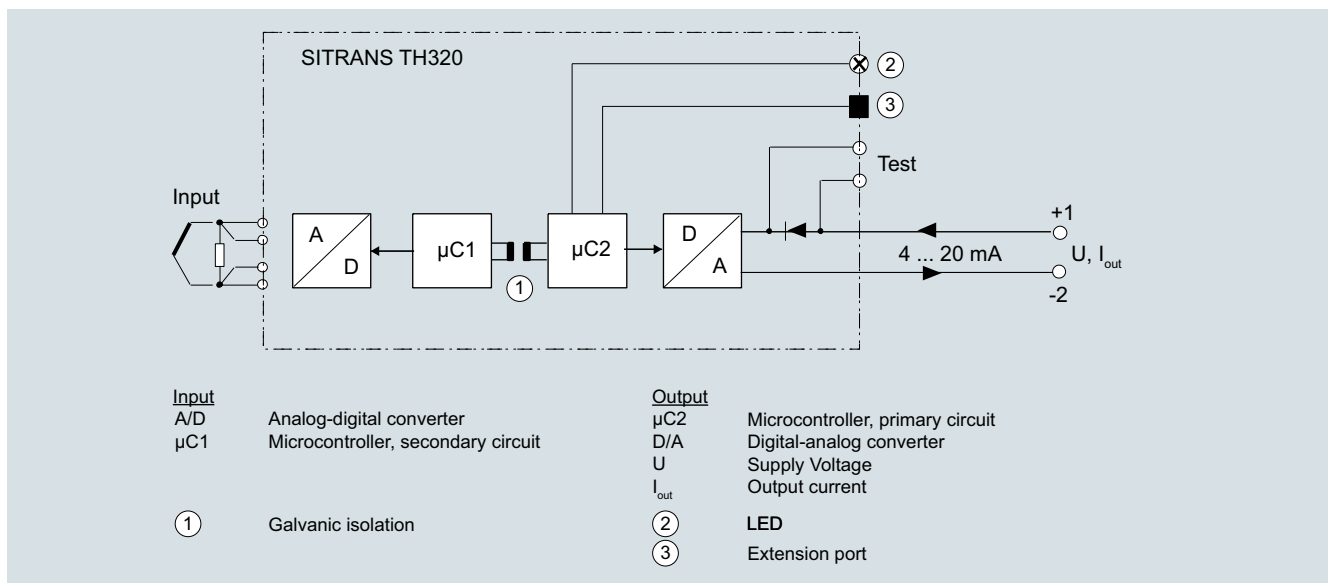 SITRANS TH320
2
3
Test
Input
A
D
µC1
µC2
D
A
1
+1
4 ... 20 mA
U, Iout
-2
Input
A/D Analog-digital converter
µC1 Microcontroller, secondary circuit
1 Galvanic isolation
Output
µC2 Microcontroller, primary circuit
D/A Digital-analog converter
U Supply Voltage
Iout Output current
2 LED
3 Extension port